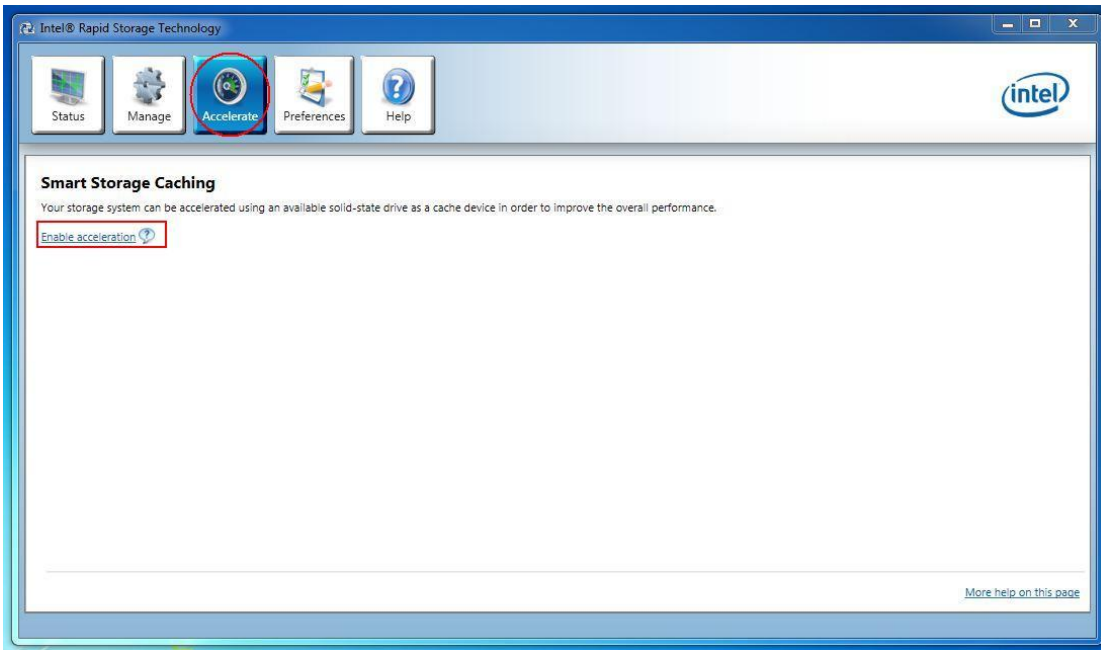 Intel® Rapid Storage Technology
Status
Manage
Accelerate
Preferences
Help
intel
Smart Storage Caching
Your storage system can be accelerated using an available solid-state drive as a cache device in order to improve the overall performance.
Enable acceleration
More help on this page